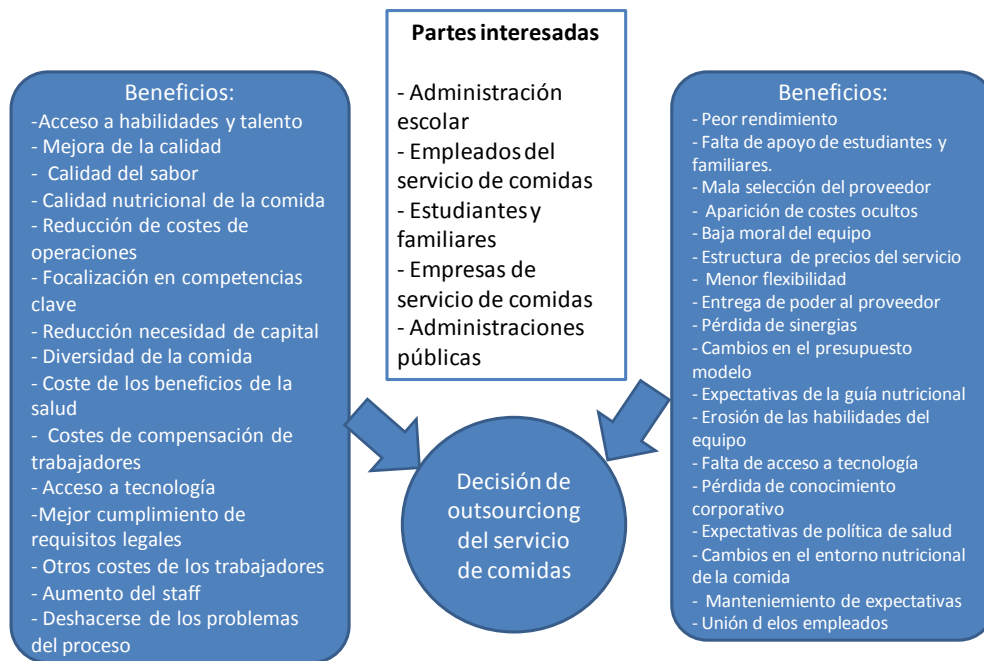 Partes interesadas
- Administración
escolar
- Empleados del
servicio de comidas
- Estudiantes y
familiares
- Empresas de
servicio de comidas
- Administraciones
públicas
Beneficios:
-Acceso a habilidades y talento
- Mejora de la calidad
- Calidad del sabor
- Calidad nutricional de la comida
- Reducción de costes de
operaciones
- Focalización en competencias
clave
- Reducción necesidad de capital
- Diversidad de la comida
- Coste de los beneficios de la
salud
- Costes de compensación de
trabajadores
- Acceso a tecnología
-Mejor cumplimiento de
requisitos legales
- Otros costes de los trabajadores
- Aumento del staff
- Deshacerse de los problemas
del proceso
Beneficios:
- Peor rendimiento
- Falta de apoyo de estudiantes y
familiares.
- Mala selección del proveedor
- Aparición de costes ocultos
- Baja moral del equipo
- Estructura de precios del servicio
- Menor flexibilidad
- Entrega de poder al proveedor
- Pérdida de sinergias
- Cambios en el presupuesto
modelo
- Expectativas de la guía nutricional
- Erosión de las habilidades del
equipo
- Falta de acceso a tecnología
- Pérdida de conocimiento
corporativo
- Expectativas de política de salud
- Cambios en el entorno nutricional
de la comida
- Manteniemiento de expectativas
- Unión d elos empleados
Decisión de
outsourciong
del servicio
de comidas